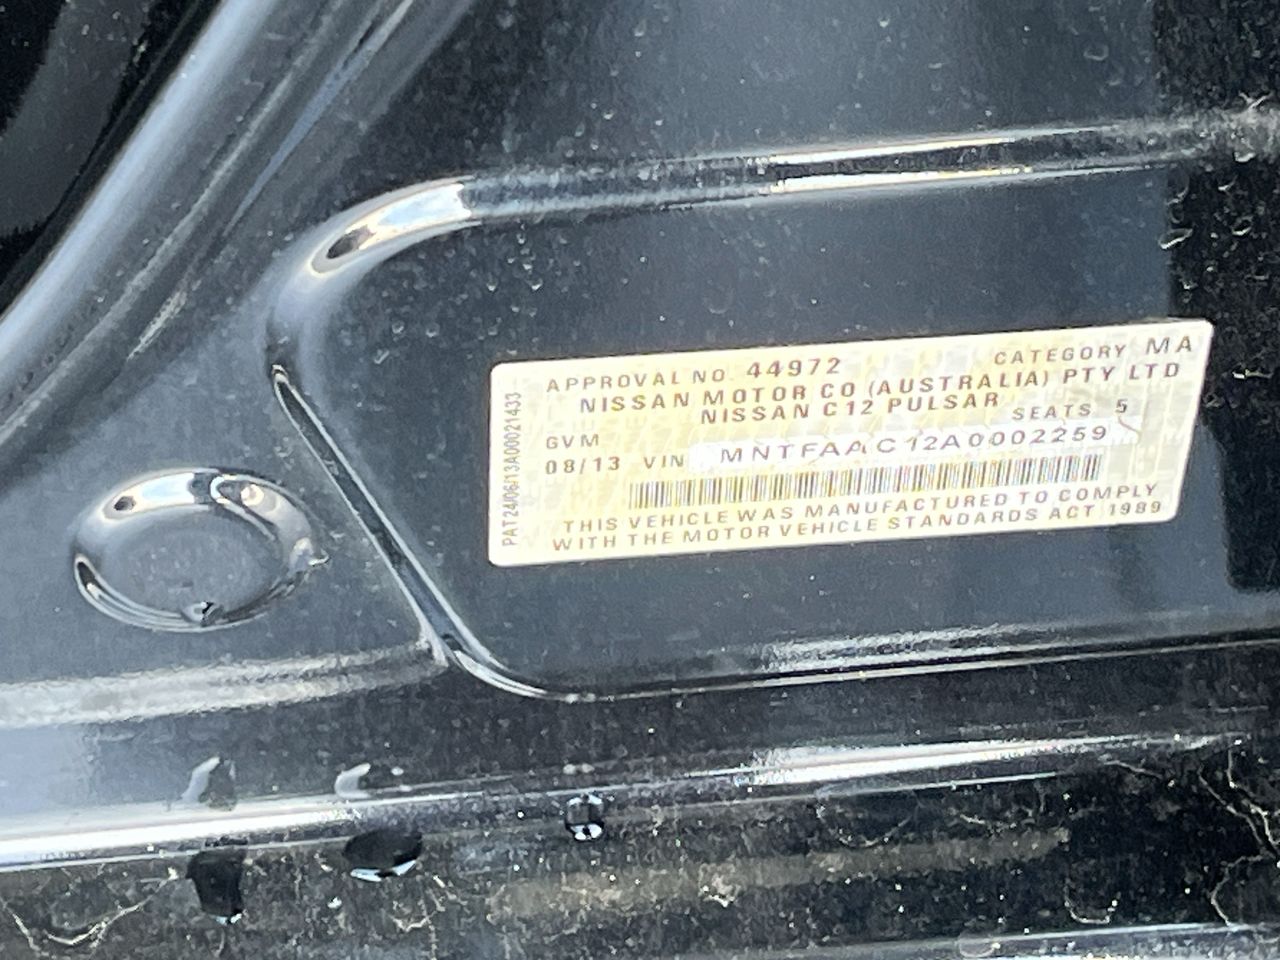 APPROVAL NO. 44972 CATEGORY MA
NISSAN MOTOR CO (AUSTRALIA) PTY LTD
NISSAN C12 PULSAR
GVM SEATS 5
08/13 VIN MNTFAAC12A0002259
THIS VEHICLE WAS MANUFACTURED TO COMPLY
WITH THE MOTOR VEHICLE STANDARDS ACT 1989
PAT24/06/13A00021433